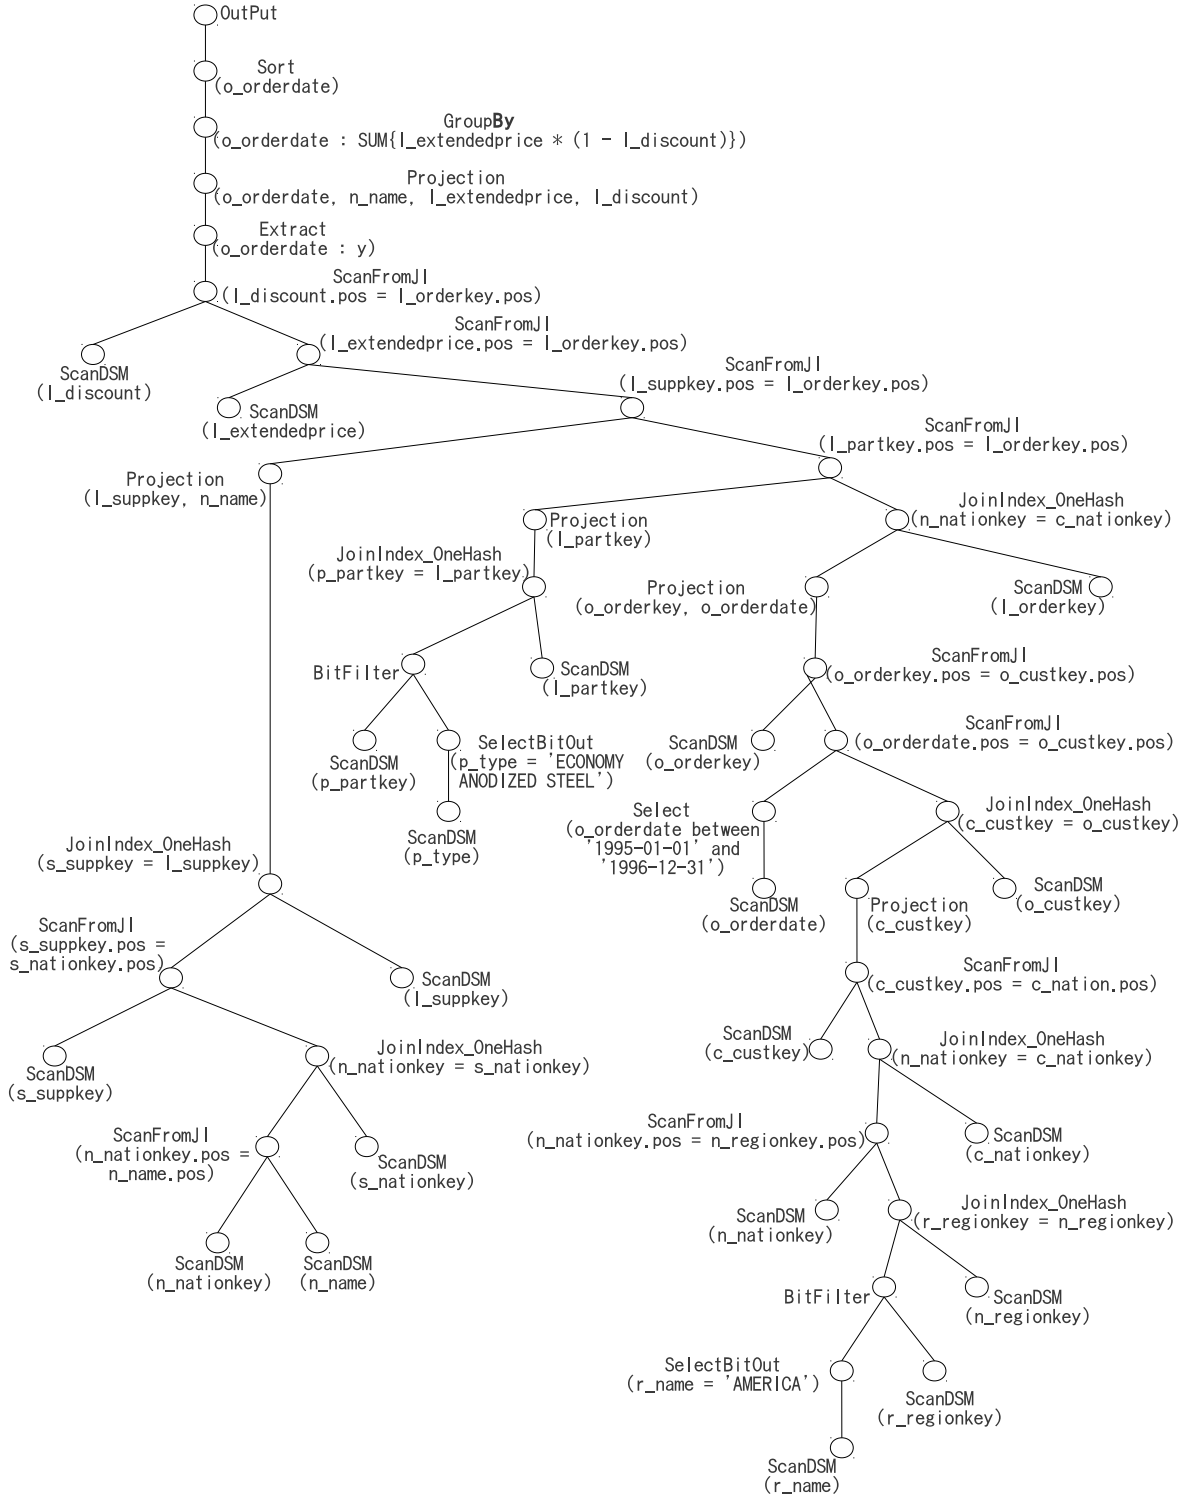 OutPut
Sort
(o_orderdate)
GroupBy
(o_orderdate : SUM{l_extendedprice * (1 - l_discount)})
Projection
(o_orderdate, n_name, l_extendedprice, l_discount)
Extract
(o_orderdate : y)
ScanFromJI
(l_discount.pos = l_orderkey.pos)
ScanDSM
(l_discount)
ScanFromJI
(l_extendedprice.pos = l_orderkey.pos)
ScanDSM
(l_extendedprice)
ScanFromJI
(l_suppkey.pos = l_orderkey.pos)
Projection
(l_suppkey, n_name)
ScanFromJI
(l_partkey.pos = l_orderkey.pos)
Projection
(l_partkey)
JoinIndex_OneHash
(n_nationkey = c_nationkey)
JoinIndex_OneHash
(p_partkey = l_partkey)
Projection
(o_orderkey, o_orderdate)
ScanDSM
(l_orderkey)
BitFilter
ScanDSM
(l_partkey)
ScanFromJI
(o_orderkey.pos = o_custkey.pos)
ScanDSM
(p_partkey)
SelectBitOut
(p_type = 'ECONOMY
ANODIZED STEEL')
ScanDSM
(o_orderkey)
ScanFromJI
(o_orderdate.pos = o_custkey.pos)
ScanDSM
(p_type)
Select
(o_orderdate between
'1995-01-01' and
'1996-12-31')
JoinIndex_OneHash
(c_custkey = o_custkey)
JoinIndex_OneHash
(s_suppkey = l_suppkey)
ScanDSM
(o_orderdate)
Projection
(c_custkey)
ScanDSM
(o_custkey)
ScanFromJI
(s_suppkey.pos =
s_nationkey.pos)
ScanDSM
(l_suppkey)
ScanFromJI
(c_custkey.pos = c_nation.pos)
ScanDSM
(s_suppkey)
JoinIndex_OneHash
(n_nationkey = s_nationkey)
ScanDSM
(c_custkey)
JoinIndex_OneHash
(n_nationkey = c_nationkey)
ScanFromJI
(n_nationkey.pos =
n_name.pos)
ScanDSM
(s_nationkey)
ScanFromJI
(n_nationkey.pos = n_regionkey.pos)
ScanDSM
(c_nationkey)
ScanDSM
(n_nationkey)
ScanDSM
(n_name)
ScanDSM
(n_nationkey)
JoinIndex_OneHash
(r_regionkey = n_regionkey)
BitFilter
ScanDSM
(n_regionkey)
SelectBitOut
(r_name = 'AMERICA')
ScanDSM
(r_regionkey)
ScanDSM
(r_name)